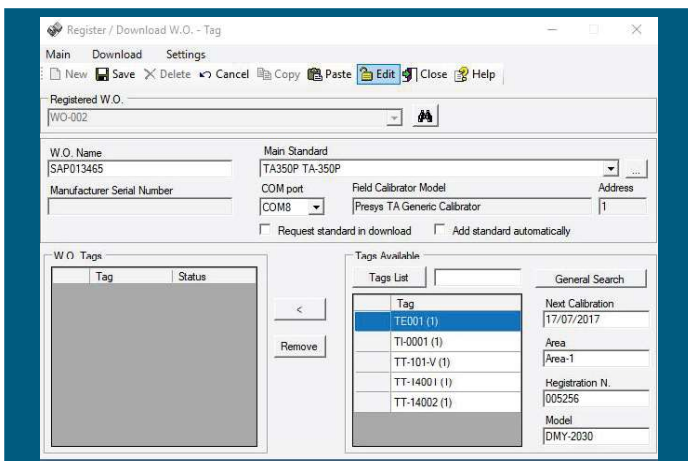 Register / Download W.O. - Tag
Main Download Settings
New Save Delete Cancel Copy Paste Edit Close Help
Registered W.O.
WO-002
W.O. Name Main Standard
SAP013465 TA350P TA-350P ...
Manufacturer Serial Number COM port Field Calibrator Model Address
COM8 Presys TA Generic Calibrator 1
Request standard in download Add standard automatically
W.O. Tags Tags Available
Tag Status Tags List General Search
< Tag Next Calibration
TE001 (1) 17/07/2017
Remove TI-0001 (1) Area
TT-101-V (1) Area-1
TT-14001 (1) Registration N.
TT-14002 (1) 005256
Model
DMY-2030